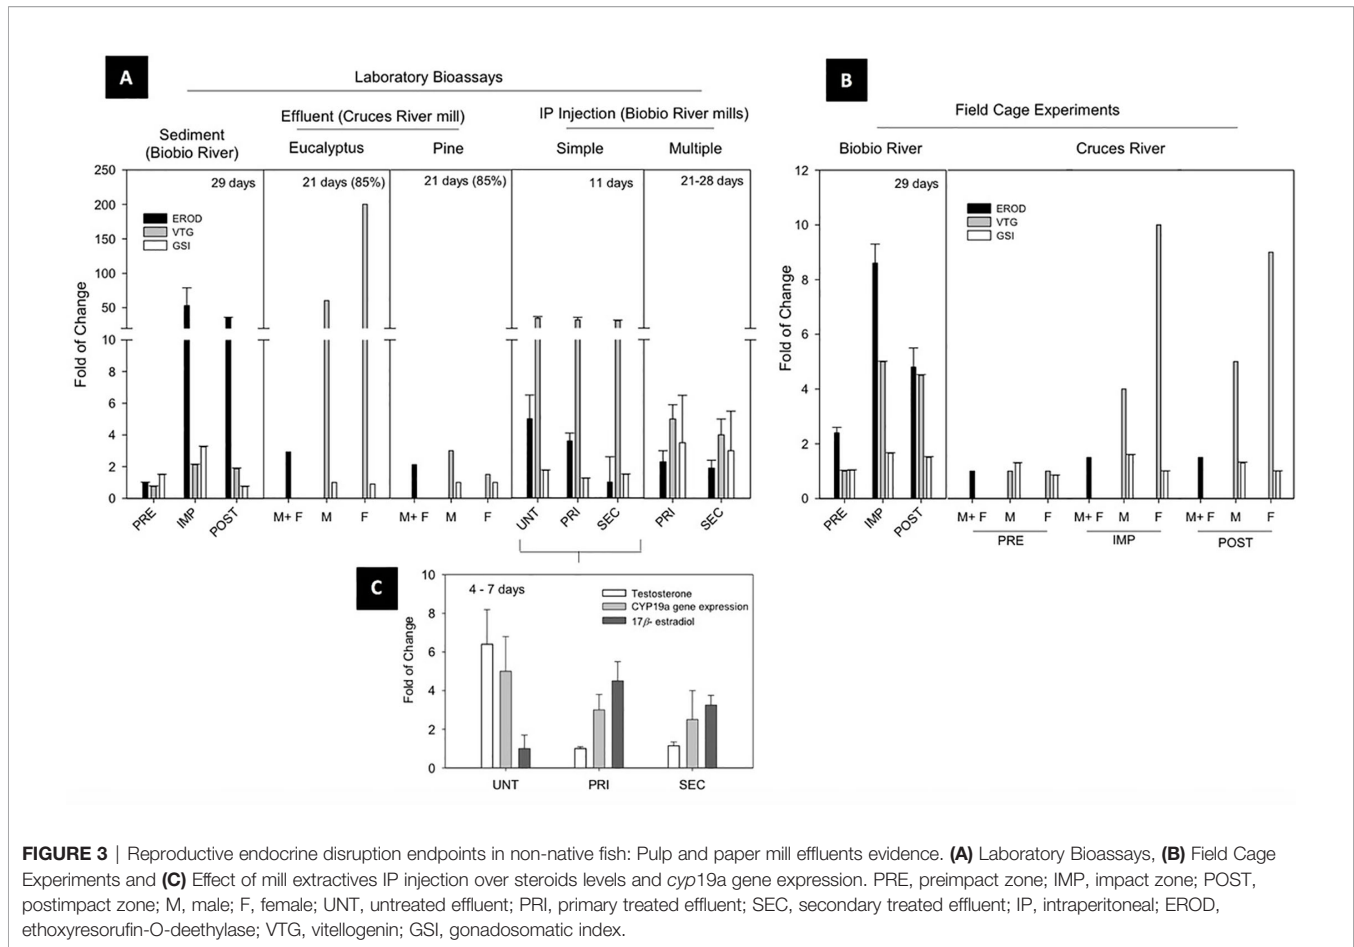 A
Laboratory Bioassays
Sediment
(Biobio River)
Effluent (Cruces River mill)
Eucalyptus
Pine
IP Injection (Biobio River mills)
Simple
Multiple
29 days
21 days (85%)
21 days (85%)
11 days
21-28 days
EROD
VTG
GSI
Fold of Change
250
200
150
100
50
10
8
6
4
2
0
PRE
IMP
POST
M+ F
M
F
M+ F
M
F
UNT
PRI
SEC
PRI
SEC
B
Field Cage Experiments
Biobio River
Cruces River
29 days
EROD
VTG
GSI
Fold of Change
12
10
8
6
4
2
0
PRE
IMP
POST
M+ F
M
F
M+ F
M
F
M+ F
M
F
PRE
IMP
POST
C
4 - 7 days
Testosterone
CYP19a gene expression
17β- estradiol
Fold of Change
10
8
6
4
2
0
UNT
PRI
SEC
FIGURE 3 | Reproductive endocrine disruption endpoints in non-native fish: Pulp and paper mill effluents evidence. (A) Laboratory Bioassays, (B) Field Cage
Experiments and (C) Effect of mill extractives IP injection over steroids levels and cyp19a gene expression. PRE, preimpact zone; IMP, impact zone; POST,
postimpact zone; M, male; F, female; UNT, untreated effluent; PRI, primary treated effluent; SEC, secondary treated effluent; IP, intraperitoneal; EROD,
ethoxyresorufin-O-deethylase; VTG, vitellogenin; GSI, gonadosomatic index.